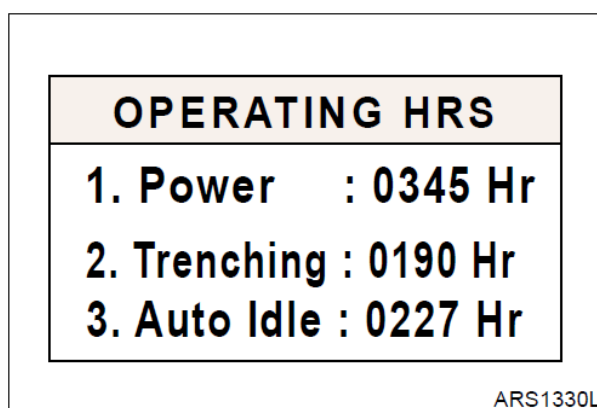 OPERATING HRS
1. Power : 0345 Hr
2. Trenching : 0190 Hr
3. Auto Idle : 0227 Hr
ARS1330L